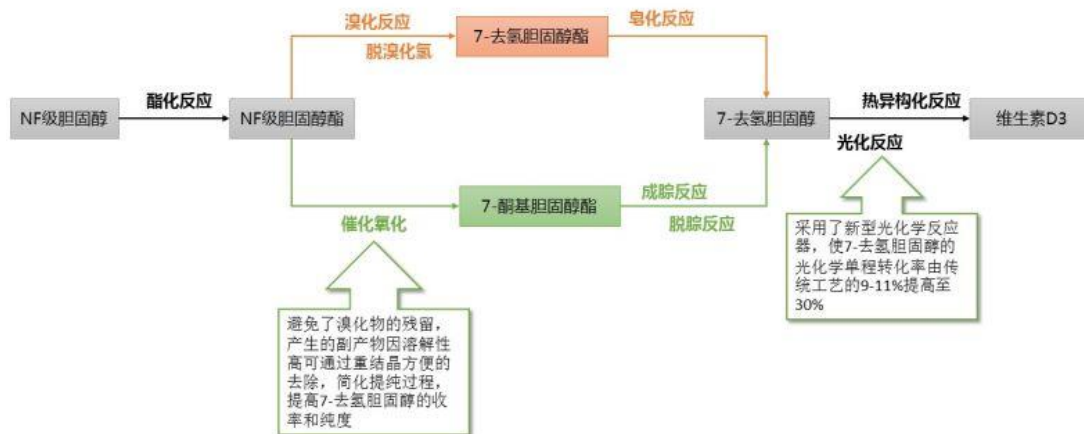 溴化反应
脱溴化氢
7-去氢胆固醇酯
皂化反应
NF级胆固醇
酯化反应
NF级胆固醇酯
7-去氢胆固醇
热异构化反应
光化反应
维生素D3
催化氧化
7-酮基胆固醇酯
成腙反应
脱腙反应
避免了溴化物的残留，
产生的副产物因溶解性
高可通过重结晶方便的
去除，简化提纯过程，
提高7-去氢胆固醇的收
率和纯度
采用了新型光化学反应
器，使7-去氢胆固醇的
光化学单程转化率由传
统工艺的9-11%提高至
30%